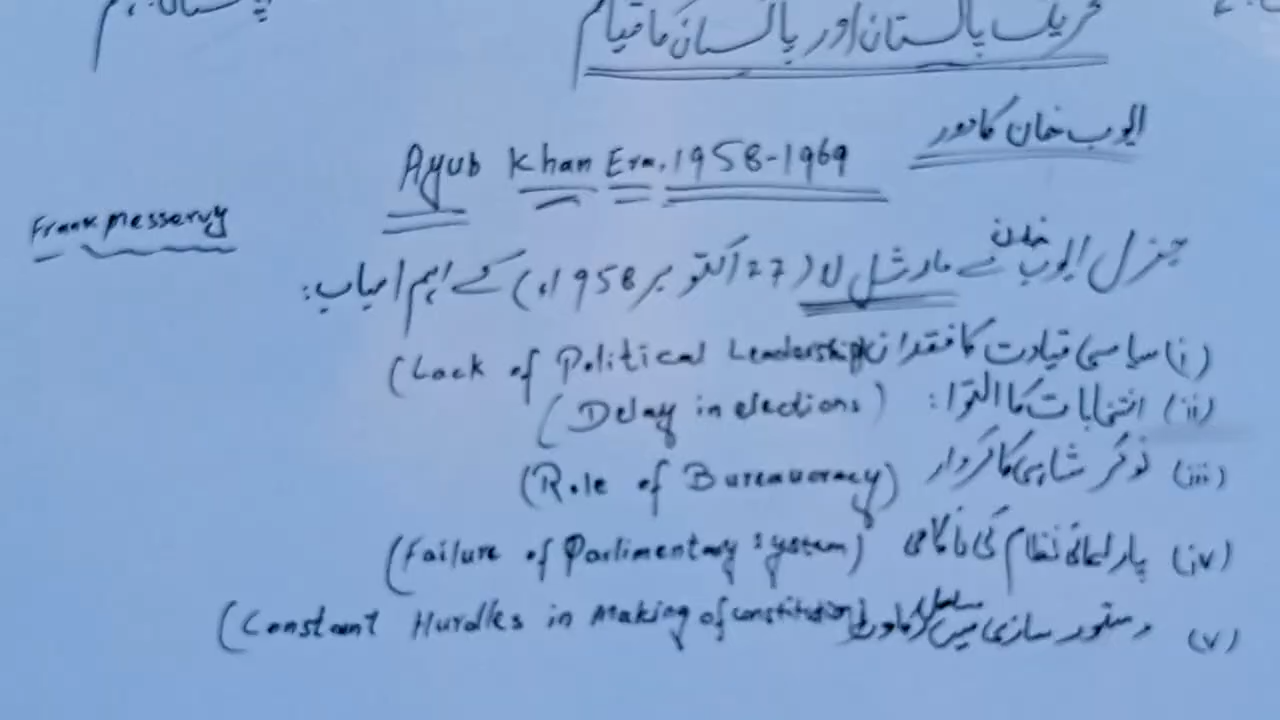 تحریک پاکستان اور پاکستان کا قیام
ایوب خان کا دور
Ayub Khan Era. 1958-1969
Frank Messervy
جنرل ایوب خان کے مارشل لا (27 اکتوبر 1958ء) کے اہم اسباب:
(i) سیاسی قیادت کا فقدان (Lack of Political Leadership)
(ii) انتخابات کا التوا: (Delay in elections)
(iii) نوکر شاہی کا کردار (Role of Bureaucracy)
(iv) پارلیمانی نظام کی ناکامی (Failure of Parlimentary System)
(v) دستور سازی میں مسلسل رکاوٹ (Constant Hurdles in Making of constitution)